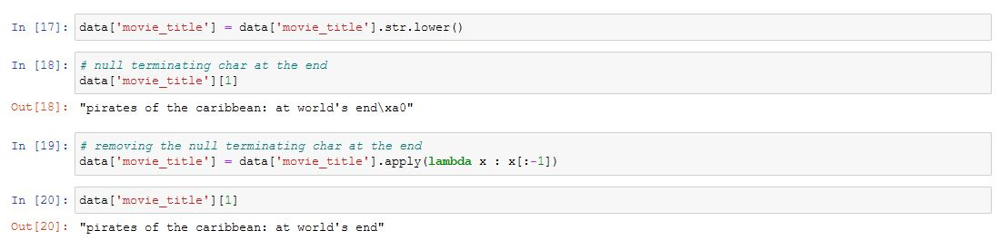 In [17]: data['movie_title'] = data['movie_title'].str.lower()
In [18]: # null terminating char at the end
data['movie_title'][1]
Out[18]: "pirates of the caribbean: at world's end\xa0"
In [19]: # removing the null terminating char at the end
data['movie_title'] = data['movie_title'].apply(lambda x : x[:-1])
In [20]: data['movie_title'][1]
Out[20]: "pirates of the caribbean: at world's end"